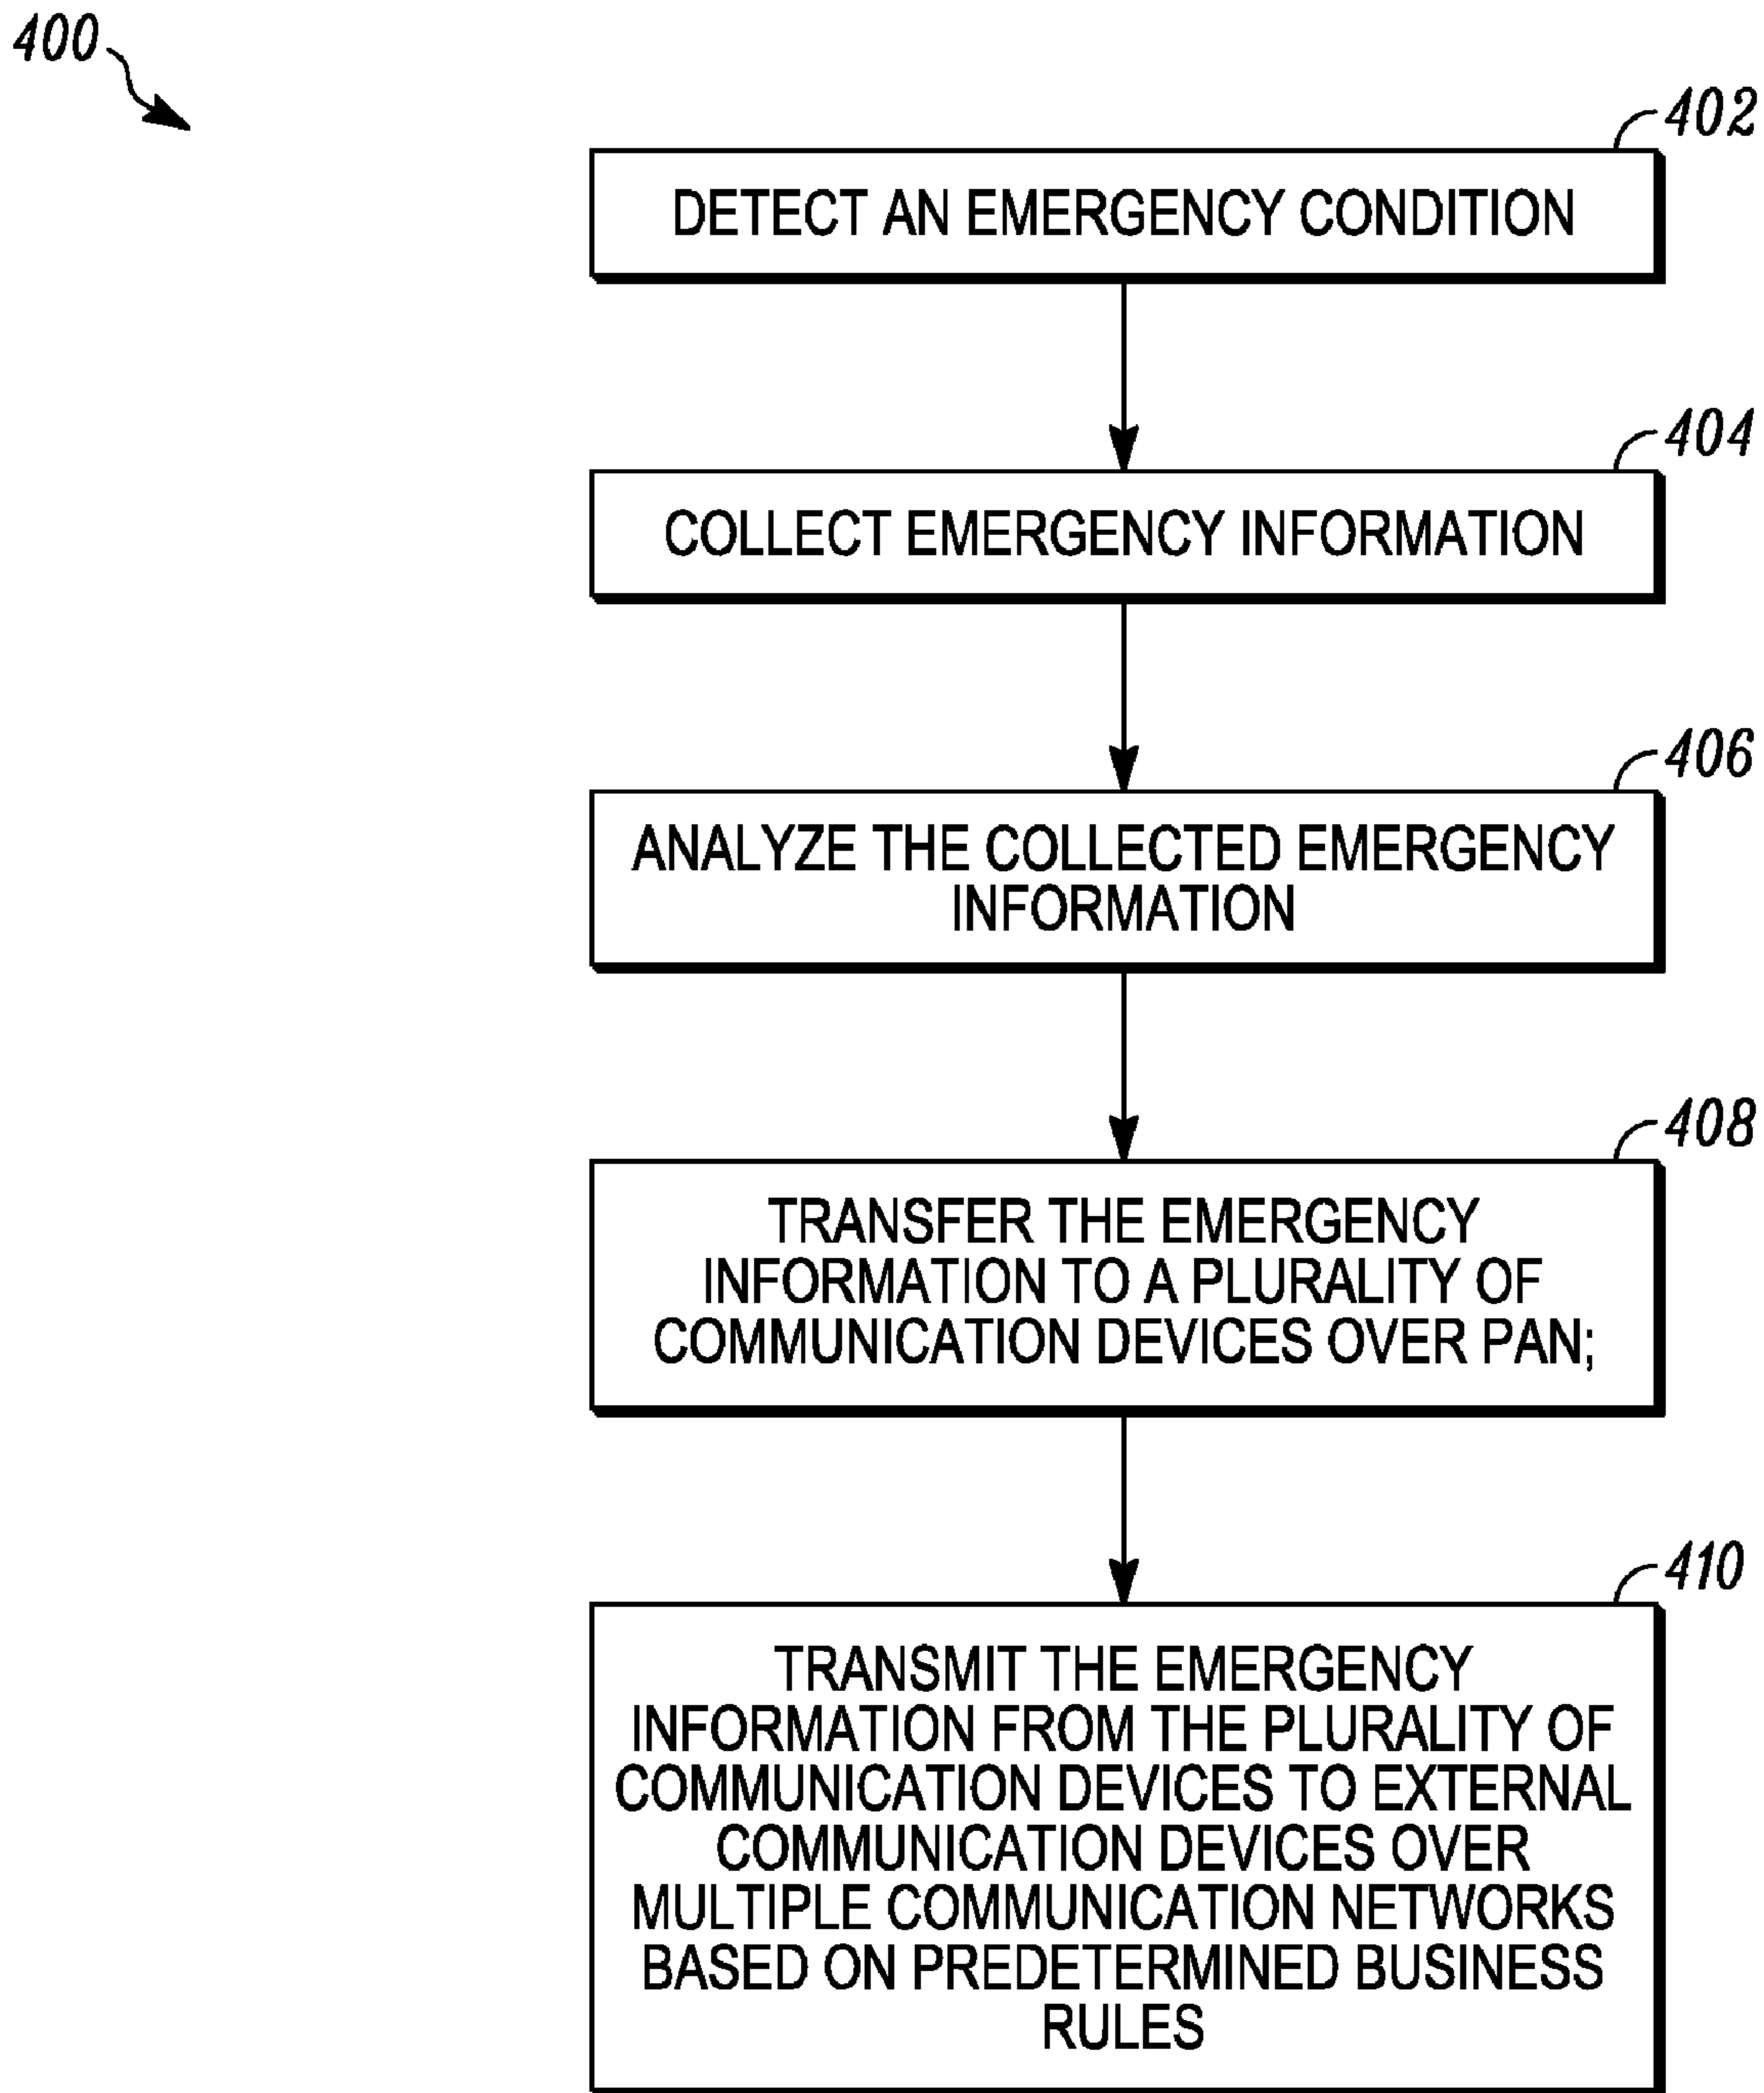 400
402
DETECT AN EMERGENCY CONDITION
404
COLLECT EMERGENCY INFORMATION
406
ANALYZE THE COLLECTED EMERGENCY
INFORMATION
408
TRANSFER THE EMERGENCY
INFORMATION TO A PLURALITY OF
COMMUNICATION DEVICES OVER PAN;
410
TRANSMIT THE EMERGENCY
INFORMATION FROM THE PLURALITY OF
COMMUNICATION DEVICES TO EXTERNAL
COMMUNICATION DEVICES OVER
MULTIPLE COMMUNICATION NETWORKS
BASED ON PREDETERMINED BUSINESS
RULES